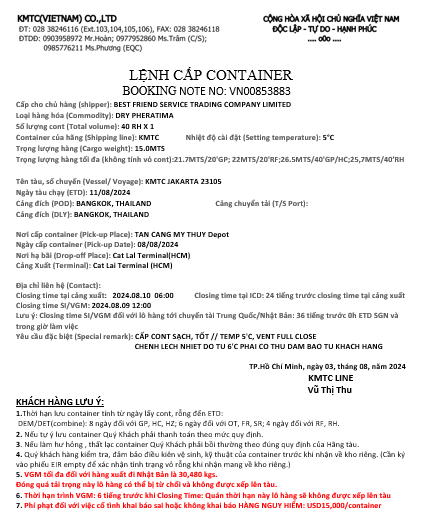 KMTC(VIETNAM) CO.,LTD
ĐT: 028 38246116 (Ext.103,104,105,106), FAX: 028 38246118
ĐTDĐ: 0903958972 Mr.Hoàn; 0977952860 Ms.Trâm (C/S);
0985776211 Ms.Phương (EQC)
CỘNG HÒA XÃ HỘI CHỦ NGHĨA VIỆT NAM
ĐỘC LẬP - TỰ DO - HẠNH PHÚC
.... o0o ....
LỆNH CẤP CONTAINER
BOOKING NOTE NO: VN00853883
Cấp cho chủ hàng (shipper): BEST FRIEND SERVICE TRADING COMPANY LIMITED
Loại hàng hóa (Commodity): DRY PHERATIMA
Số lượng cont (Total volume): 40 RH X 1
Container của hãng (Shipping line): KMTC Nhiệt độ cài đặt (Setting temperature): 5°C
Trọng lượng hàng (Cargo weight): 15.0MTS
Trọng lượng hàng tối đa (không tính vỏ cont):21.7MTS/20'GP; 22MTS/20'RF;26.5MTS/40'GP/HC;25,7MTS/40'RH
Tên tàu, số chuyến (Vessel/ Voyage): KMTC JAKARTA 2310S
Ngày tàu chạy (ETD): 11/08/2024
Cảng đích (POD): BANGKOK, THAILAND Cảng chuyển tải (T/S Port):
Cảng đích (DLY): BANGKOK, THAILAND
Nơi cấp container (Pick-up Place): TAN CANG MY THUY Depot
Ngày cấp container (Pick-up Date): 08/08/2024
Nơi hạ bãi (Drop-off Place): Cat Lai Terminal(HCM)
Cảng Xuất (Terminal): Cat Lai Terminal (HCM)
Địa chỉ liên hệ (Contact):
Closing time tại cảng xuất: 2024.08.10 06:00 Closing time tại ICD: 24 tiếng trước closing time tại cảng xuất
Closing time SI/VGM: 2024.08.09 12:00
Lưu ý: Closing time SI/VGM đối với lô hàng tới chuyển tải Trung Quốc/Nhật Bản: 36 tiếng trước 0h ETD SGN và
trong giờ làm việc
Yêu cầu đặc biệt (Special remark): CẤP CONT SẠCH, TỐT // TEMP 5'C, VENT FULL CLOSE
CHENH LECH NHIET DO TU 6'C PHAI CO THU DAM BAO TU KHACH HANG
TP.Hồ Chí Minh, ngày 03, tháng 08, năm 2024
KMTC LINE
Vũ Thị Thu
KHÁCH HÀNG LƯU Ý:
1.Thời hạn lưu container tính từ ngày lấy cont, rỗng đến ETD:
DEM/DET(combine): 8 ngày đối với GP, HC, HZ; 6 ngày đối với OT, FR, SR; 4 ngày đối với RF, RH.
2. Nếu tự ý lưu container Quý Khách phải thanh toán theo mức quy định.
3. Nếu làm hư hỏng , thất lạc container Quý Khách phải bồi thường theo đúng quy định của Hãng tàu.
4. Quý khách hàng kiểm tra, đảm bảo điều kiện vệ sinh, kỹ thuật của container trước khi nhận về kho riêng. (Cần ký
vào phiếu EIR empty để xác nhận tình trạng vỏ rỗng khi nhận mang về kho riêng.)
5. VGM tối đa đối với hàng xuất đi Nhật Bản là 30,480 kgs.
Đóng quá tải trọng này lô hàng có thể bị từ chối và không được xếp lên tàu.
6. Thời hạn trình VGM: 6 tiếng trước khi Closing Time: Quán thời hạn này lô hàng sẽ không được xếp lên tàu
7. Phí phạt đối với việc cố tình khai báo sai hoặc không khai báo HÀNG NGUY HIỂM: USD15,000/container